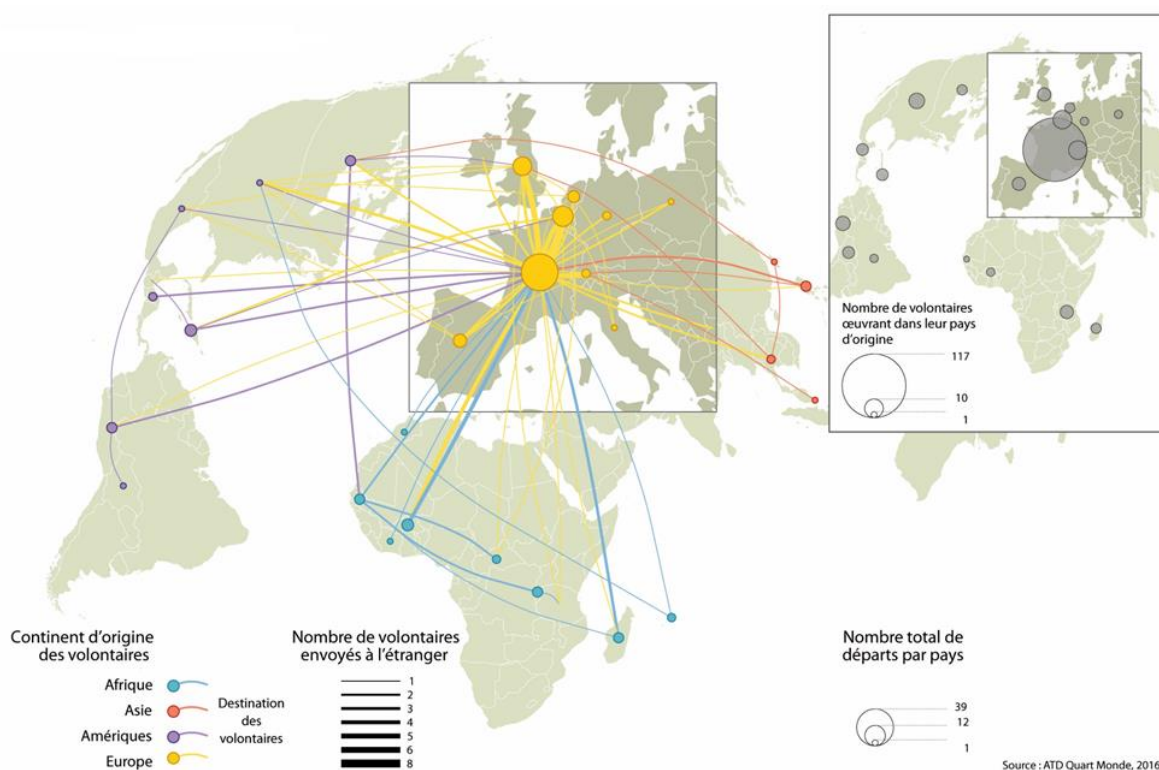 Nombre de volontaires
œuvrant dans leur pays
d'origine
117
10
1
Continent d'origine
des volontaires
Afrique
Asie
Amériques
Europe
Destination
des
volontaires
Nombre de volontaires
envoyés à l'étranger
1
2
3
4
5
6
8
Nombre total de
départs par pays
39
12
1
Source : ATD Quart Monde, 2016